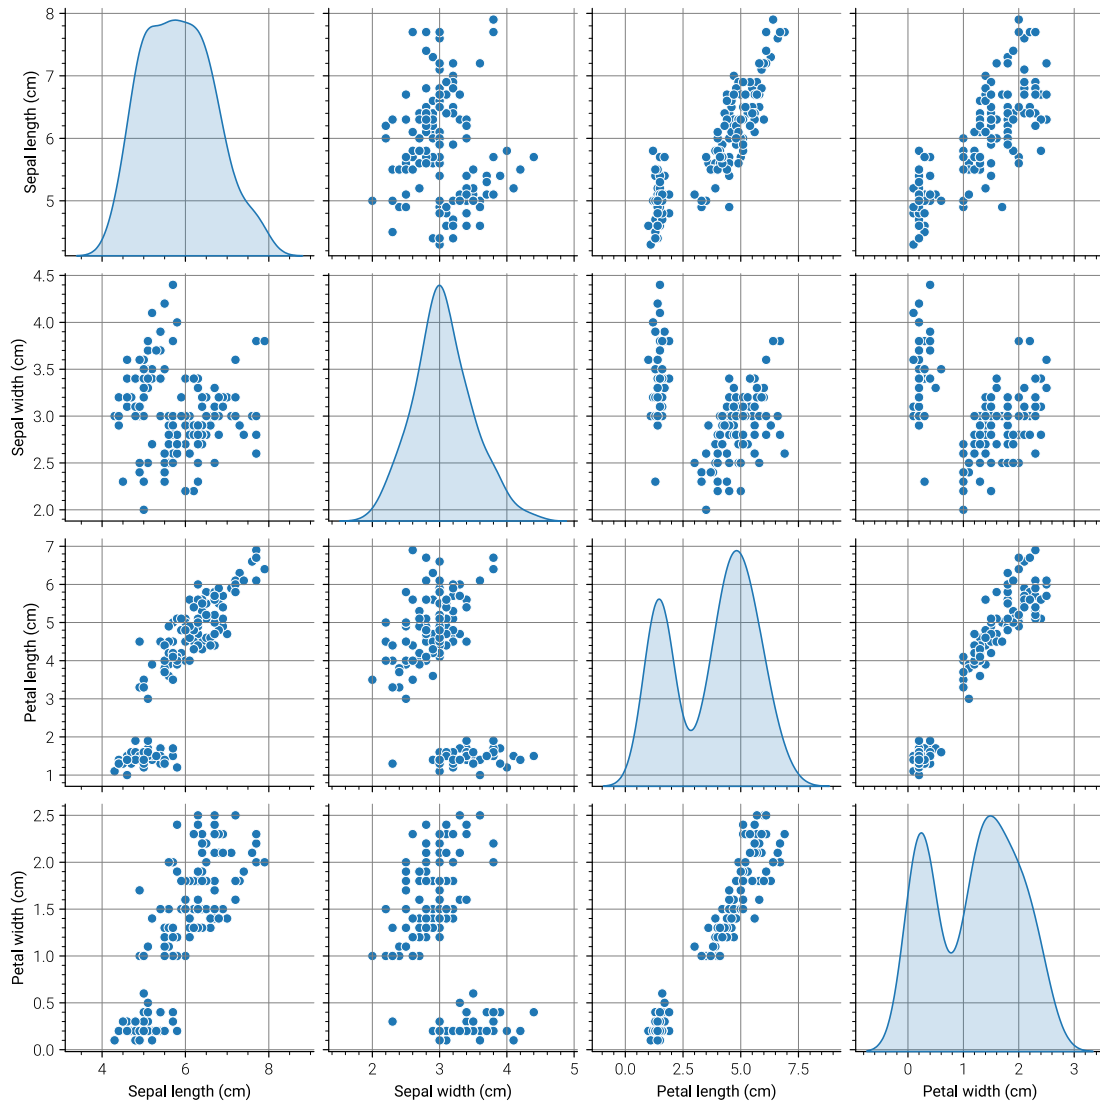 Sepal length (cm)
8
7
6
5
Sepal width (cm)
4.5
4.0
3.5
3.0
2.5
2.0
Petal length (cm)
7
6
5
4
3
2
1
Petal width (cm)
2.5
2.0
1.5
1.0
0.5
0.0
4 6 8
2 3 4 5
0.0 2.5 5.0 7.5
0 1 2 3
Sepal length (cm) Sepal width (cm) Petal length (cm) Petal width (cm)